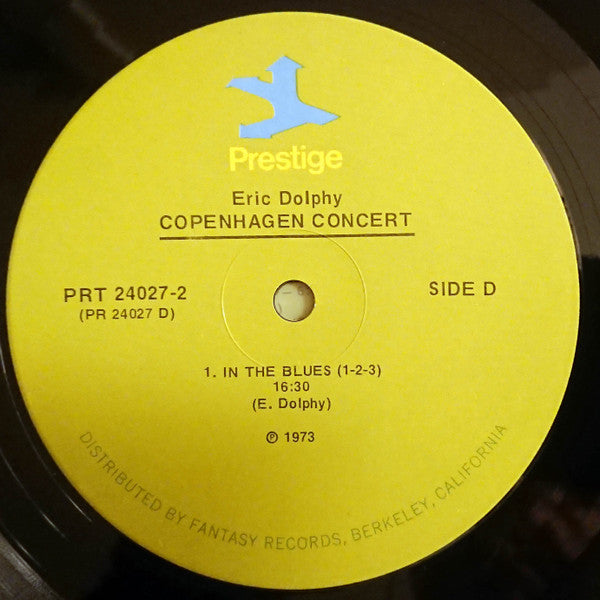 Prestige
Eric Dolphy
COPENHAGEN CONCERT
PRT 24027-2
(PR 24027 D)
SIDE D
1. IN THE BLUES (1-2-3)
16:30
(E. Dolphy)
℗ 1973
DISTRIBUTED BY FANTASY RECORDS, BERKELEY, CALIFORNIA